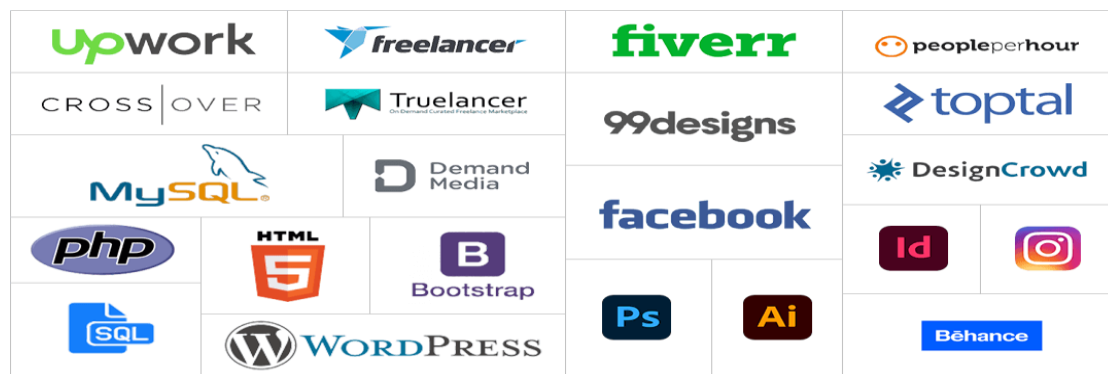 upwork
freelancer
fiverr
peopleperhour
CROSS OVER
Truelancer
On Demand Curated Freelance Marketplace
99designs
toptal
MySQL®
Demand
Media
DesignCrowd
php
HTML
5
B
Bootstrap
facebook
Id
SQL
WORDPRESS
Ps
Ai
Bēhance